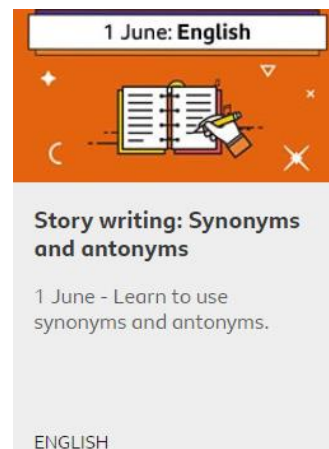 1 June: English
Story writing: Synonyms
and antonyms
1 June - Learn to use
synonyms and antonyms.
ENGLISH